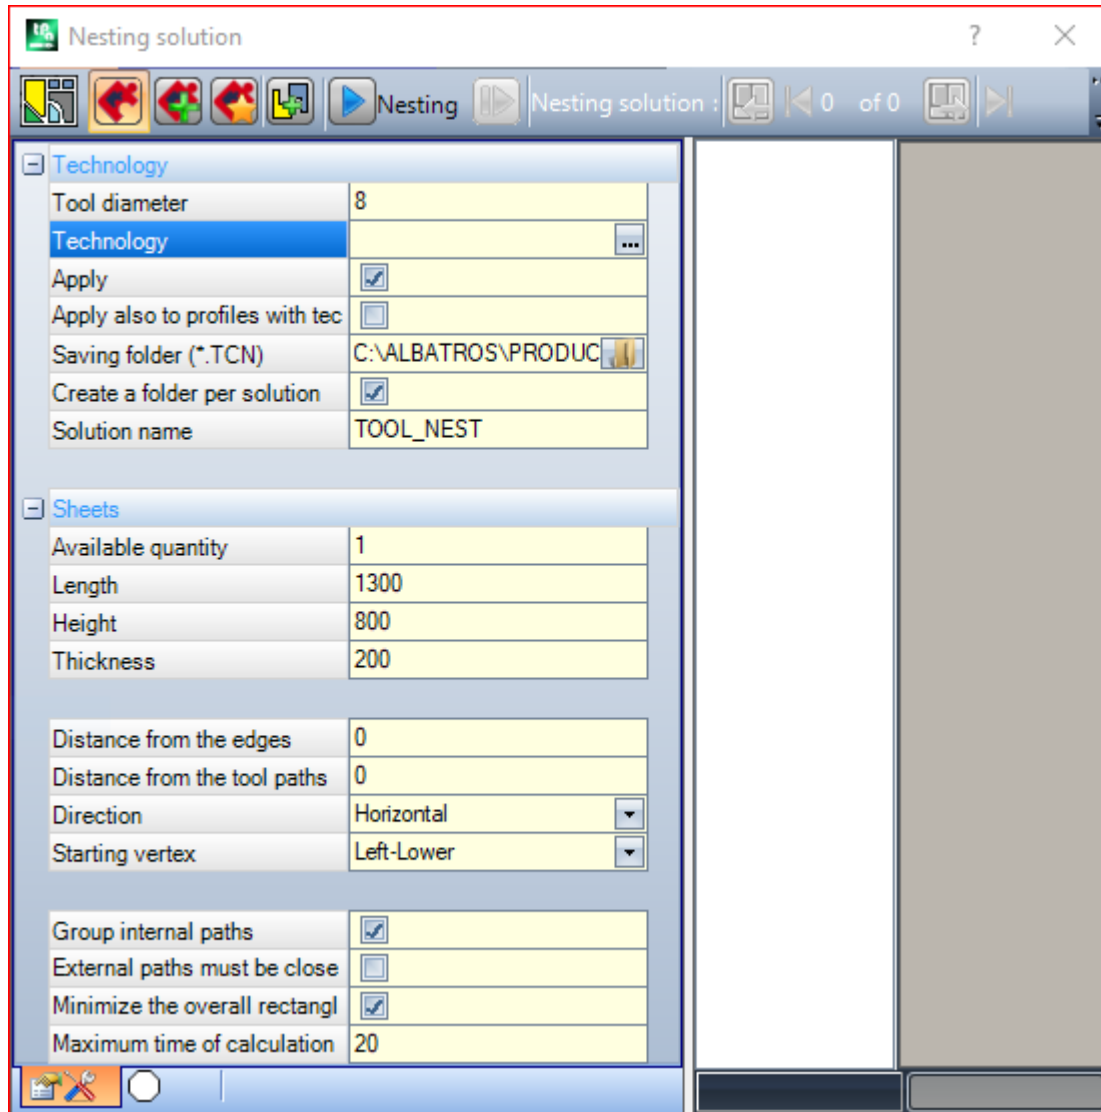 Nesting solution ?
Nesting Nesting solution : 0 of 0
Technology
Tool diameter 8
Technology ...
Apply
Apply also to profiles with tec
Saving folder (*.TCN) C:\ALBATROS\PRODUC
Create a folder per solution
Solution name TOOL_NEST
Sheets
Available quantity 1
Length 1300
Height 800
Thickness 200
Distance from the edges 0
Distance from the tool paths 0
Direction Horizontal
Starting vertex Left-Lower
Group internal paths
External paths must be close
Minimize the overall rectangl
Maximum time of calculation 20